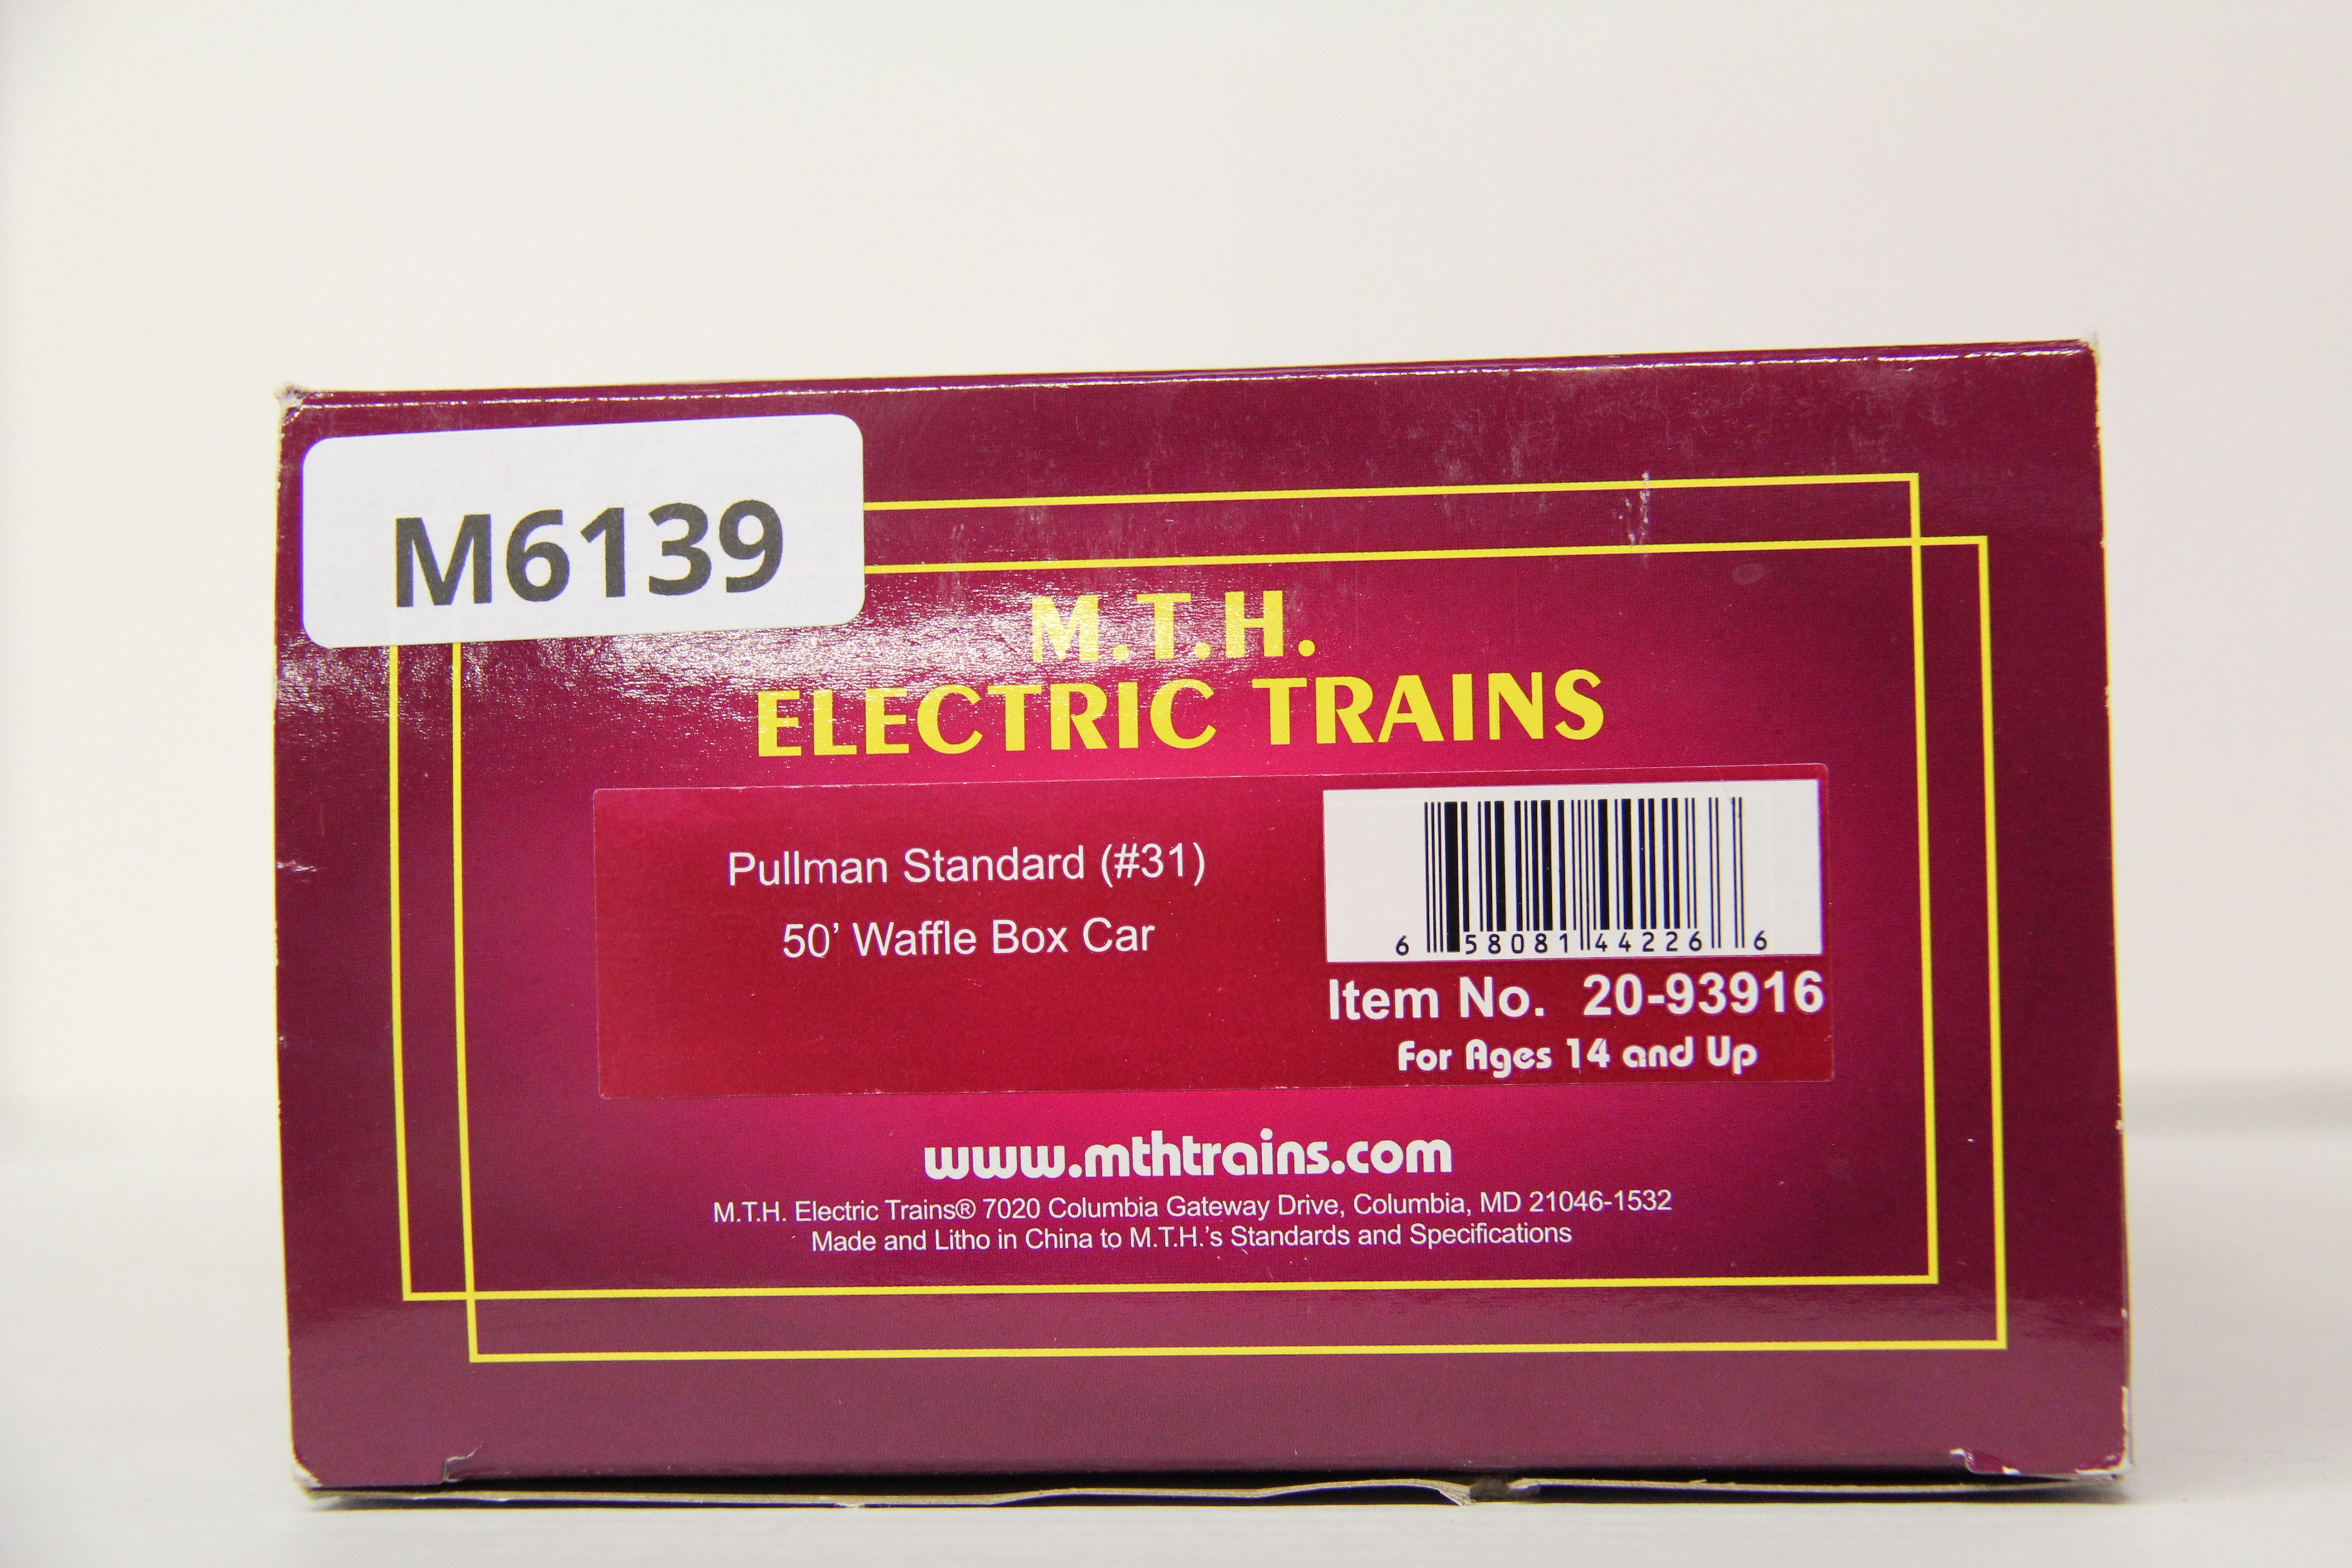 M6139
M.T.H.
ELECTRIC TRAINS
Pullman Standard (#31)
50' Waffle Box Car
6 58081 44226 6
Item No. 20-93916
For Ages 14 and Up
www.mthtrains.com
M.T.H. Electric Trains® 7020 Columbia Gateway Drive, Columbia, MD 21046-1532
Made and Litho in China to M.T.H.'s Standards and Specifications